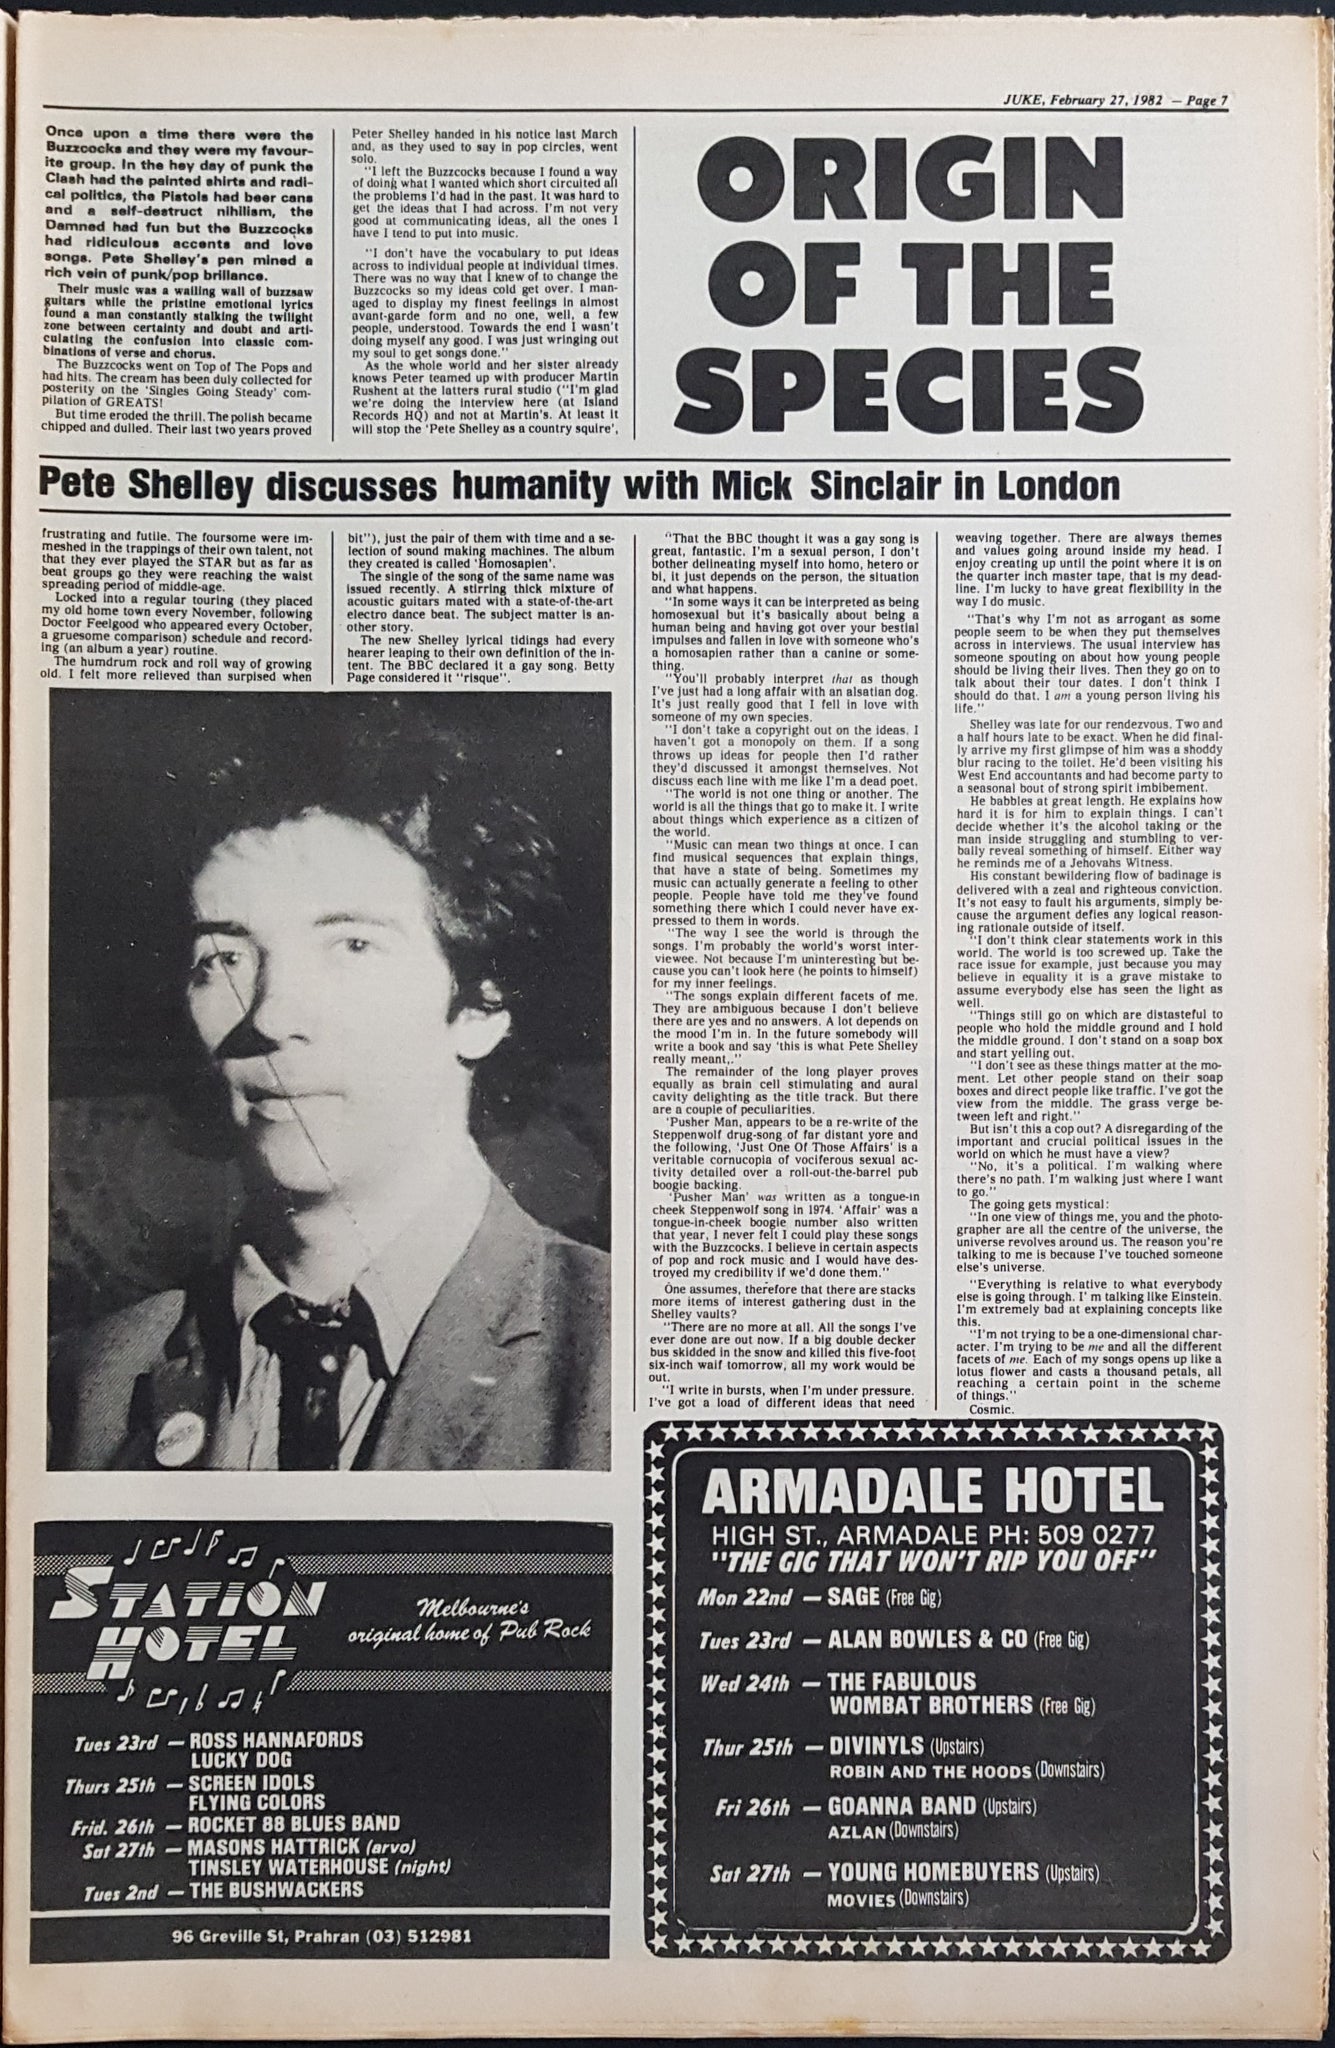 JUKE, February 27, 1982 — Page 7
Once upon a time there were the
Buzzcocks and they were my favour-
ite group. In the hey day of punk the
Clash had the painted shirts and radi-
cal politics, the Pistols had beer cans
and a self-destruct nihilism, the
Damned had fun but the Buzzcocks
had ridiculous accents and love
songs. Pete Shelley's pen mined a
rich vein of punk/pop brilliance.
Their music was a wailing wall of buzzsaw
guitars while the pristine emotional lyrics
found a man constantly stalking the twilight
zone between certainty and doubt and arti-
culating the confusion into classic com-
binations of verse and chorus.
The Buzzcocks went on Top of The Pops and
had hits. The cream has been duly collected for
posterity on the 'Singles Going Steady' com-
pilation of GREATS!
But time eroded the thrill. The polish became
chipped and dulled. Their last two years proved
Peter Shelley handed in his notice last March
and, as they used to say in pop circles, went
solo.
"I left the Buzzcocks because I found a way
of doing what I wanted which short circuited all
the problems I'd had in the past. It was hard to
get the ideas that I had across. I'm not very
good at communicating ideas, all the ones I
have I tend to put into music.
"I don't have the vocabulary to put ideas
across to individual people at individual times.
There was no way that I knew of to change the
Buzzcocks so my ideas cold get over. I man-
aged to display my finest feelings in almost
avant-garde form and no one, well, a few
people, understood. Towards the end I wasn't
doing myself any good. I was just wringing out
my soul to get songs done."
As the whole world and her sister already
knows Peter teamed up with producer Martin
Rushent at the latters rural studio ("I'm glad
we're doing the interview here (at Island
Records HQ) and not at Martin's. At least it
will stop the 'Pete Shelley as a country squire',
ORIGIN
OF THE
SPECIES
Pete Shelley discusses humanity with Mick Sinclair in London
frustrating and futile. The foursome were im-
meshed in the trappings of their own talent, not
that they ever played the STAR but as far as
beat groups go they were reaching the waist
spreading period of middle-age.
Locked into a regular touring (they placed
my old home town every November, following
Doctor Feelgood who appeared every October,
a gruesome comparison) schedule and record-
ing (an album a year) routine.
The humdrum rock and roll way of growing
old. I felt more relieved than surpised when
bit"), just the pair of them with time and a se-
lection of sound making machines. The album
they created is called 'Homosapien'.
The single of the song of the same name was
issued recently. A stirring thick mixture of
acoustic guitars mated with a state-of-the-art
electro dance beat. The subject matter is an-
other story.
The new Shelley lyrical tidings had every
hearer leaping to their own definition of the in-
tent. The BBC declared it a gay song. Betty
Page considered it "risque".
"That the BBC thought it was a gay song is
great, fantastic. I'm a sexual person, I don't
bother delineating myself into homo, hetero or
bi, it just depends on the person, the situation
and what happens.
"In some ways it can be interpreted as being
homosexual but it's basically about being a
human being and having got over your bestial
impulses and fallen in love with someone who's
a homosapien rather than a canine or some-
thing.
"You'll probably interpret that as though
I've just had a long affair with an alsatian dog.
It's just really good that I fell in love with
someone of my own species.
"I don't take a copyright out on the ideas. I
haven't got a monopoly on them. If a song
throws up ideas for people then I'd rather
they'd discussed it amongst themselves. Not
discuss each line with me like I'm a dead poet.
"The world is not one thing or another. The
world is all the things that go to make it. I write
about things which experience as a citizen of
the world.
"Music can mean two things at once. I can
find musical sequences that explain things,
that have a state of being. Sometimes my
music can actually generate a feeling to other
people. People have told me they've found
something there which I could never have ex-
pressed to them in words.
"The way I see the world is through the
songs. I'm probably the world's worst inter-
viewee. Not because I'm uninteresting but be-
cause you can't look here (he points to himself)
for my inner feelings.
"The songs explain different facets of me.
They are ambiguous because I don't believe
there are yes and no answers. A lot depends on
the mood I'm in. In the future somebody will
write a book and say 'this is what Pete Shelley
really meant,."
The remainder of the long player proves
equally as brain cell stimulating and aural
cavity delighting as the title track. But there
are a couple of peculiarities.
'Pusher Man, appears to be a re-write of the
Steppenwolf drug-song of far distant yore and
the following, 'Just One Of Those Affairs' is a
veritable cornucopia of vociferous sexual ac-
tivity detailed over a roll-out-the-barrel pub
boogie backing.
'Pusher Man' was written as a tongue-in
cheek Steppenwolf song in 1974. 'Affair' was a
tongue-in-cheek boogie number also written
that year, I never felt I could play these songs
with the Buzzcocks. I believe in certain aspects
of pop and rock music and I would have des-
troyed my credibility if we'd done them."
One assumes, therefore that there are stacks
more items of interest gathering dust in the
Shelley vaults?
"There are no more at all. All the songs I've
ever done are out now. If a big double decker
bus skidded in the snow and killed this five-foot
six-inch waif tomorrow, all my work would be
out.
"I write in bursts, when I'm under pressure.
I've got a load of different ideas that need
weaving together. There are always themes
and values going around inside my head. I
enjoy creating up until the point where it is on
the quarter inch master tape, that is my dead-
line. I'm lucky to have great flexibility in the
way I do music.
"That's why I'm not as arrogant as some
people seem to be when they put themselves
across in interviews. The usual interview has
someone spouting on about how young people
should be living their lives. Then they go on to
talk about their tour dates. I don't think I
should do that. I am a young person living his
life."
Shelley was late for our rendezvous. Two and
a half hours late to be exact. When he did final-
ly arrive my first glimpse of him was a shoddy
blur racing to the toilet. He'd been visiting his
West End accountants and had become party to
a seasonal bout of strong spirit imbibement.
He babbles at great length. He explains how
hard it is for him to explain things. I can't
decide whether it's the alcohol taking or the
man inside struggling and stumbling to ver-
bally reveal something of himself. Either way
he reminds me of a Jehovahs Witness.
His constant bewildering flow of badinage is
delivered with a zeal and righteous conviction.
It's not easy to fault his arguments, simply be-
cause the argument defies any logical reason-
ing rationale outside of itself.
"I don't think clear statements work in this
world. The world is too screwed up. Take the
race issue for example, just because you may
believe in equality it is a grave mistake to
assume everybody else has seen the light as
well.
"Things still go on which are distasteful to
people who hold the middle ground and I hold
the middle ground. I don't stand on a soap box
and start yelling out.
"I don't see as these things matter at the mo-
ment. Let other people stand on their soap
boxes and direct people like traffic. I've got the
view from the middle. The grass verge be-
tween left and right."
But isn't this a cop out? A disregarding of the
important and crucial political issues in the
world on which he must have a view?
"No, it's a political. I'm walking where
there's no path. I'm walking just where I want
to go."
The going gets mystical:
"In one view of things me, you and the photo-
grapher are all the centre of the universe, the
universe revolves around us. The reason you're
talking to me is because I've touched someone
else's universe.
"Everything is relative to what everybody
else is going through. I'm talking like Einstein.
I'm extremely bad at explaining concepts like
this.
"I'm not trying to be a one-dimensional char-
acter. I'm trying to be me and all the different
facets of me. Each of my songs opens up like a
lotus flower and casts a thousand petals, all
reaching a certain point in the scheme
of things."
Cosmic.
STATION
HOTEL
Melbourne's
original home of Pub Rock
Tues 23rd — ROSS HANNAFORDS
LUCKY DOG
Thurs 25th — SCREEN IDOLS
FLYING COLORS
Frid. 26th — ROCKET 88 BLUES BAND
Sat 27th — MASONS HATTRICK (arvo)
TINSLEY WATERHOUSE (night)
Tues 2nd — THE BUSHWACKERS
96 Greville St, Prahran (03) 512981
ARMADALE HOTEL
HIGH ST., ARMADALE PH: 509 0277
"THE GIG THAT WON'T RIP YOU OFF"
Mon 22nd — SAGE (Free Gig)
Tues 23rd — ALAN BOWLES & CO (Free Gig)
Wed 24th — THE FABULOUS
WOMBAT BROTHERS (Free Gig)
Thur 25th — DIVINYLS (Upstairs)
ROBIN AND THE HOODS (Downstairs)
Fri 26th — GOANNA BAND (Upstairs)
AZLAN (Downstairs)
Sat 27th — YOUNG HOMEBUYERS (Upstairs)
MOVIES (Downstairs)